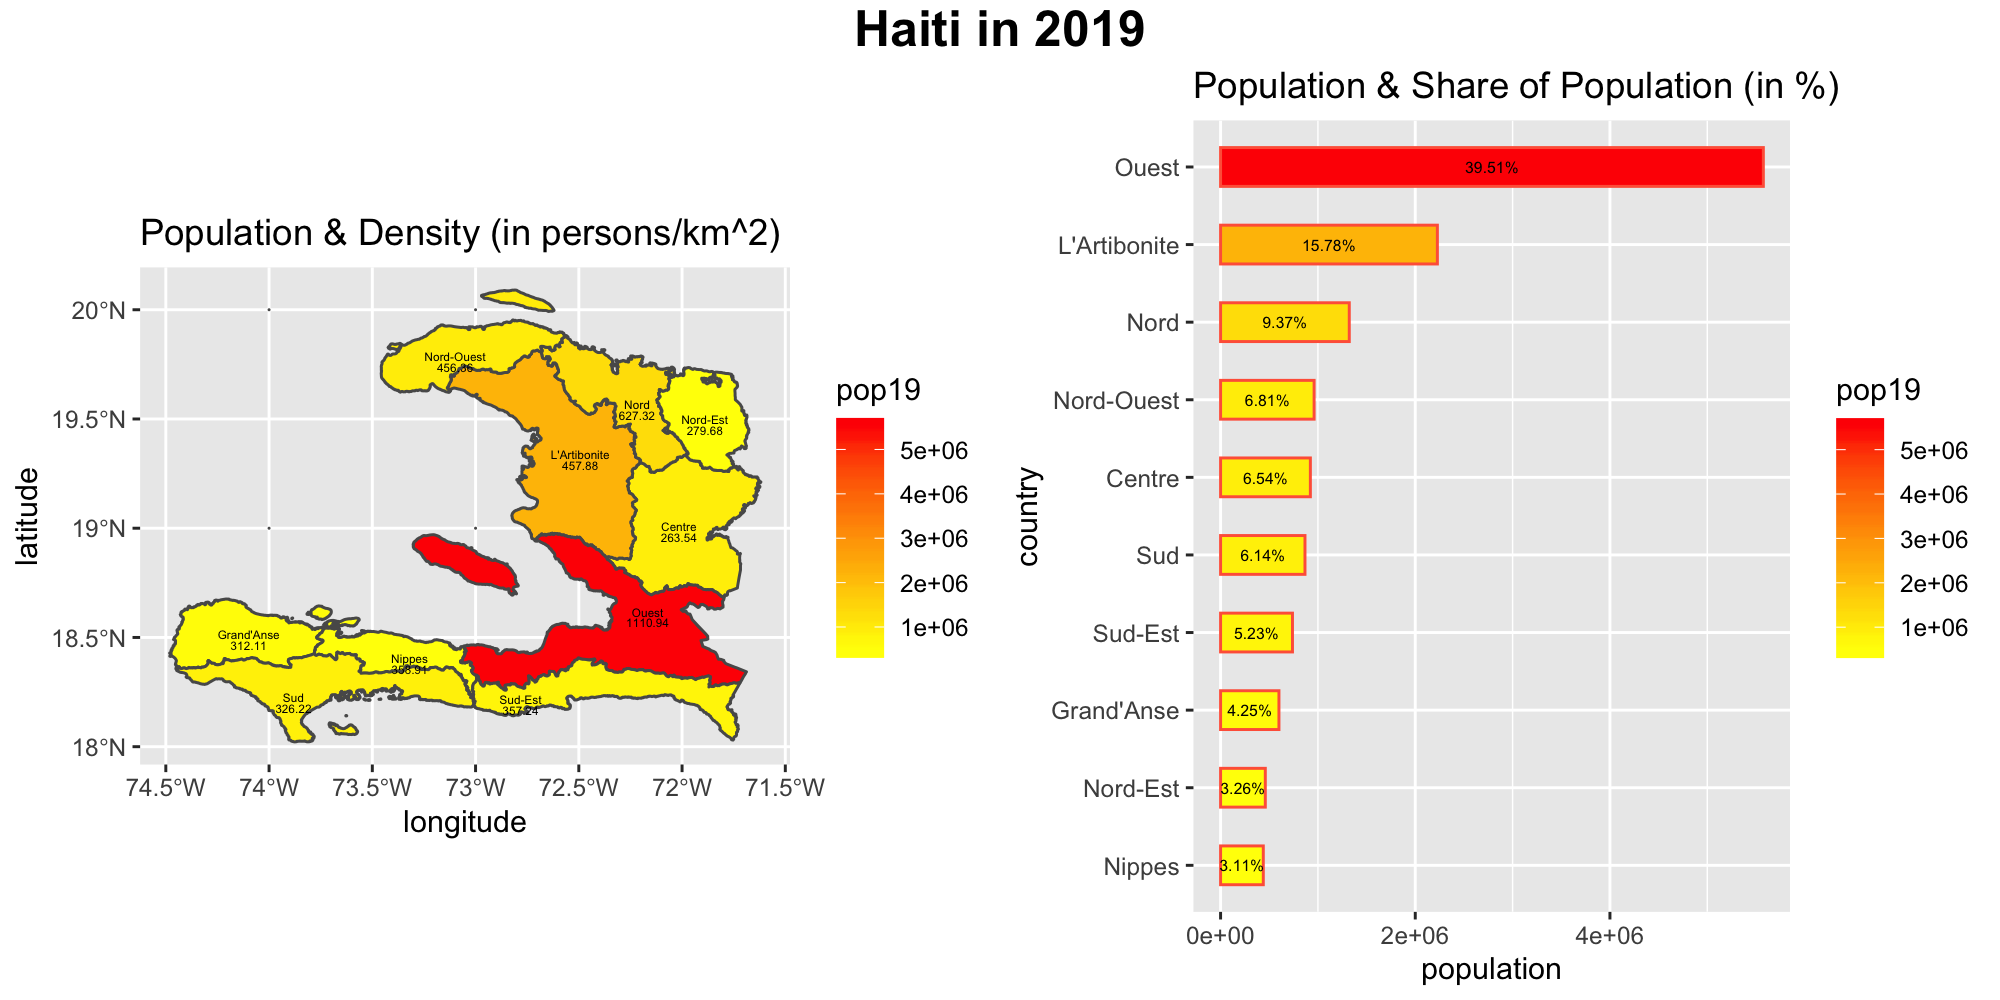 Haiti in 2019
Population & Density (in persons/km^2)
latitude
20°N
19.5°N
19°N
18.5°N
18°N
Nord-Ouest
456.86
Nord
627.32
Nord-Est
279.68
L'Artibonite
457.88
Centre
263.54
Ouest
1110.94
Grand'Anse
312.11
Nippes
358.91
Sud
326.22
Sud-Est
357.24
74.5°W 74°W 73.5°W 73°W 72.5°W 72°W 71.5°W
longitude
pop19
5e+06
4e+06
3e+06
2e+06
1e+06
Population & Share of Population (in %)
country
Ouest 39.51%
L'Artibonite 15.78%
Nord 9.37%
Nord-Ouest 6.81%
Centre 6.54%
Sud 6.14%
Sud-Est 5.23%
Grand'Anse 4.25%
Nord-Est 3.26%
Nippes 3.11%
0e+00 2e+06 4e+06
population
pop19
5e+06
4e+06
3e+06
2e+06
1e+06